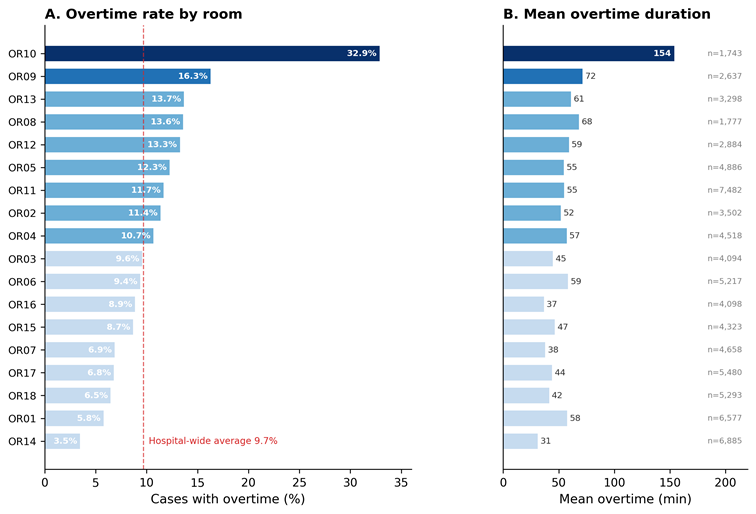 A. Overtime rate by room
OR10 32.9%
OR09 16.3%
OR13 13.7%
OR08 13.6%
OR12 13.3%
OR05 12.3%
OR11 11.7%
OR02 11.4%
OR04 10.7%
OR03 9.6%
OR06 9.4%
OR16 8.9%
OR15 8.7%
OR07 6.9%
OR17 6.8%
OR18 6.5%
OR01 5.8%
OR14 3.5% Hospital-wide average 9.7%
0 5 10 15 20 25 30 35
Cases with overtime (%)
B. Mean overtime duration
154 n=1,743
72 n=2,637
61 n=3,298
68 n=1,777
59 n=2,884
55 n=4,886
55 n=7,482
52 n=3,502
57 n=4,518
45 n=4,094
59 n=5,217
37 n=4,098
47 n=4,323
38 n=4,658
44 n=5,480
42 n=5,293
58 n=6,577
31 n=6,885
0 50 100 150 200
Mean overtime (min)